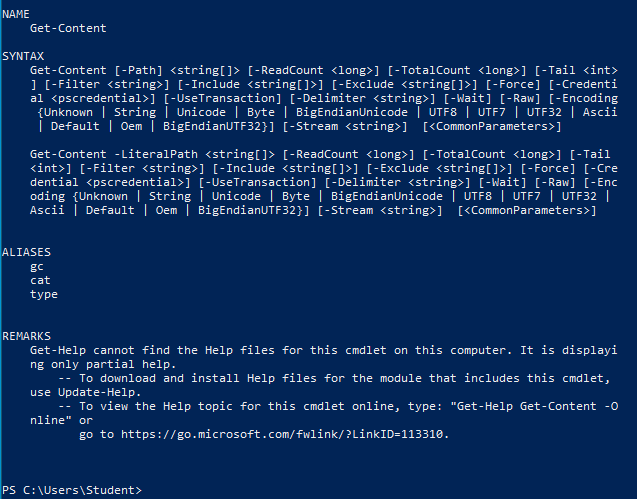 NAME
Get-Content
SYNTAX
Get-Content [-Path] <string[]> [-ReadCount <long>] [-TotalCount <long>] [-Tail <int>
] [-Filter <string>] [-Include <string[]>] [-Exclude <string[]>] [-Force] [-Credenti
al <pscredential>] [-UseTransaction] [-Delimiter <string>] [-Wait] [-Raw] [-Encoding
{Unknown | String | Unicode | Byte | BigEndianUnicode | UTF8 | UTF7 | UTF32 | Ascii
| Default | Oem | BigEndianUTF32}] [-Stream <string>]  [<CommonParameters>]
Get-Content -LiteralPath <string[]> [-ReadCount <long>] [-TotalCount <long>] [-Tail
<int>] [-Filter <string>] [-Include <string[]>] [-Exclude <string[]>] [-Force] [-Cre
dential <pscredential>] [-UseTransaction] [-Delimiter <string>] [-Wait] [-Raw] [-Enc
oding {Unknown | String | Unicode | Byte | BigEndianUnicode | UTF8 | UTF7 | UTF32 |
Ascii | Default | Oem | BigEndianUTF32}] [-Stream <string>]  [<CommonParameters>]
ALIASES
gc
cat
type
REMARKS
Get-Help cannot find the Help files for this cmdlet on this computer. It is displayi
ng only partial help.
-- To download and install Help files for the module that includes this cmdlet,
use Update-Help.
-- To view the Help topic for this cmdlet online, type: "Get-Help Get-Content -O
nline" or
go to https://go.microsoft.com/fwlink/?LinkID=113310.
PS C:\Users\Student>